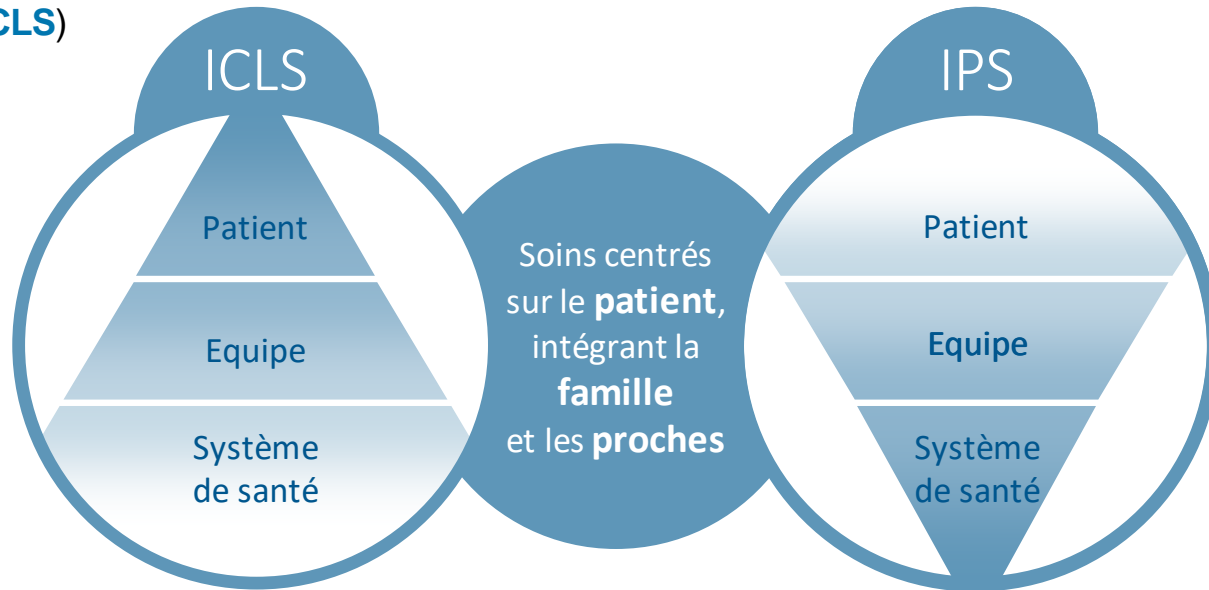 CLS)
ICLS
IPS
Patient
Equipe
Système
de santé
Soins centrés
sur le patient,
intégrant la
famille
et les proches
Patient
Equipe
Système
de santé